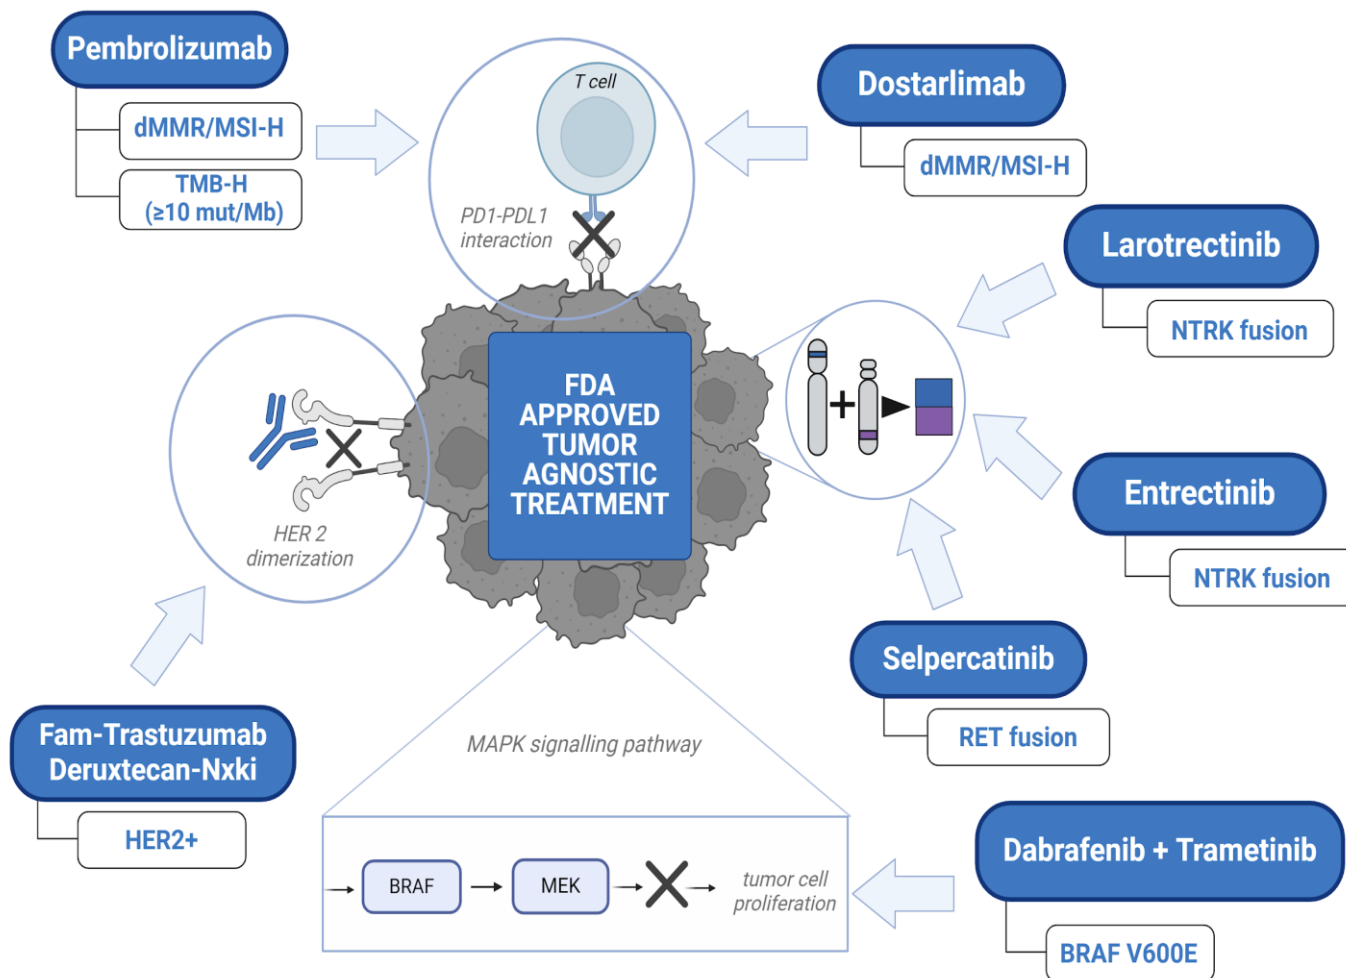 Pembrolizumab
dMMR/MSI-H
TMB-H
(≥10 mut/Mb)
T cell
PD1-PDL1
interaction
Dostarlimab
dMMR/MSI-H
Larotrectinib
NTRK fusion
FDA
APPROVED
TUMOR
AGNOSTIC
TREATMENT
HER 2
dimerization
Entrectinib
NTRK fusion
Selpercatinib
RET fusion
Fam-Trastuzumab
Deruxtecan-Nxki
HER2+
MAPK signalling pathway
BRAF
MEK
tumor cell
proliferation
Dabrafenib + Trametinib
BRAF V600E